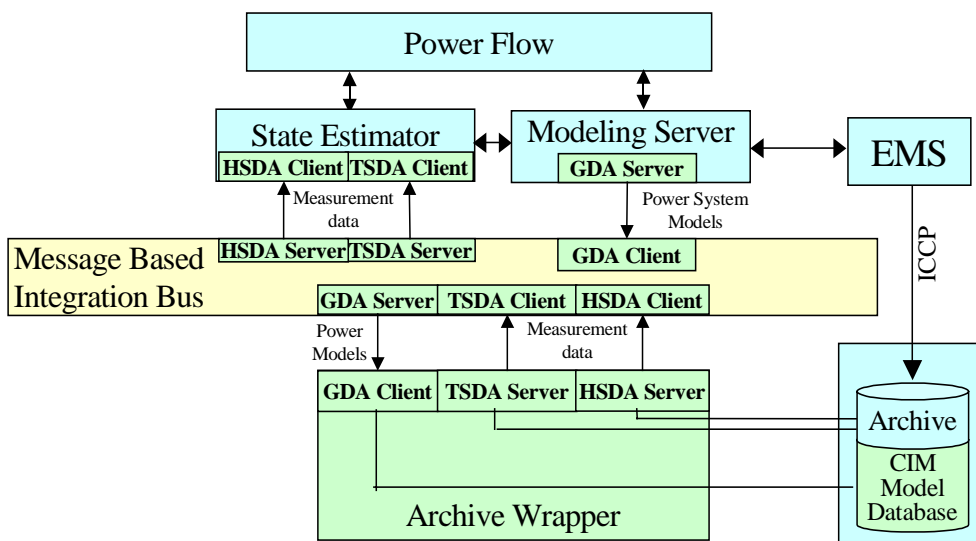 Power Flow
State Estimator
Modeling Server
EMS
HSDA Client
TSDA Client
GDA Server
Measurement
data
Power System
Models
ICCP
HSDA Server
TSDA Server
GDA Client
Message Based
Integration Bus
GDA Server
TSDA Client
HSDA Client
Power
Models
Measurement
data
GDA Client
TSDA Server
HSDA Server
Archive
CIM
Model
Database
Archive Wrapper